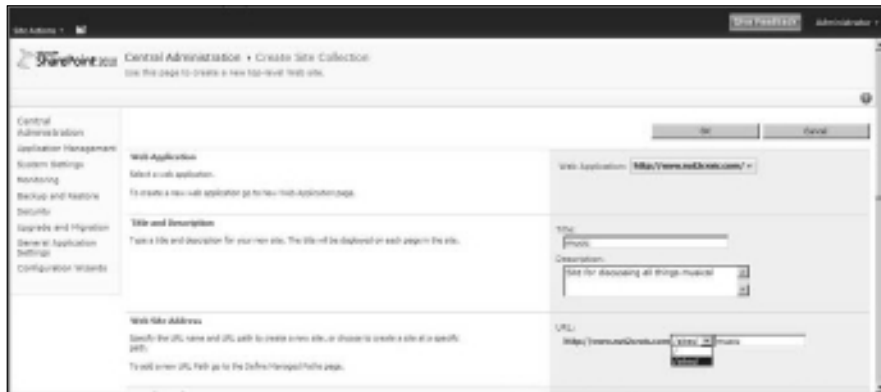 Site Actions
Give Feedback
Administrator
SharePoint 2010
Central Administration › Create Site Collection
Use this page to create a new top-level Web site.
OK
Cancel
Central
Administration
Application Management
System Settings
Monitoring
Backup and Restore
Security
Upgrade and Migration
General Application
Settings
Configuration Wizards
Web Application
Select a web application.
To create a new web application go to New Web Application page.
Web Application:
Title and Description
Type a title and description for your new site. The title will be displayed on each page in the site.
Title:
music
Description:
Site for discussing all things musical
Web Site Address
Specify the URL name and URL path to create a new site, or choose to create a site at a specific
path.
To add a new URL Path go to the Define Managed Paths page.
URL:
/sites/
music
/
/sites/